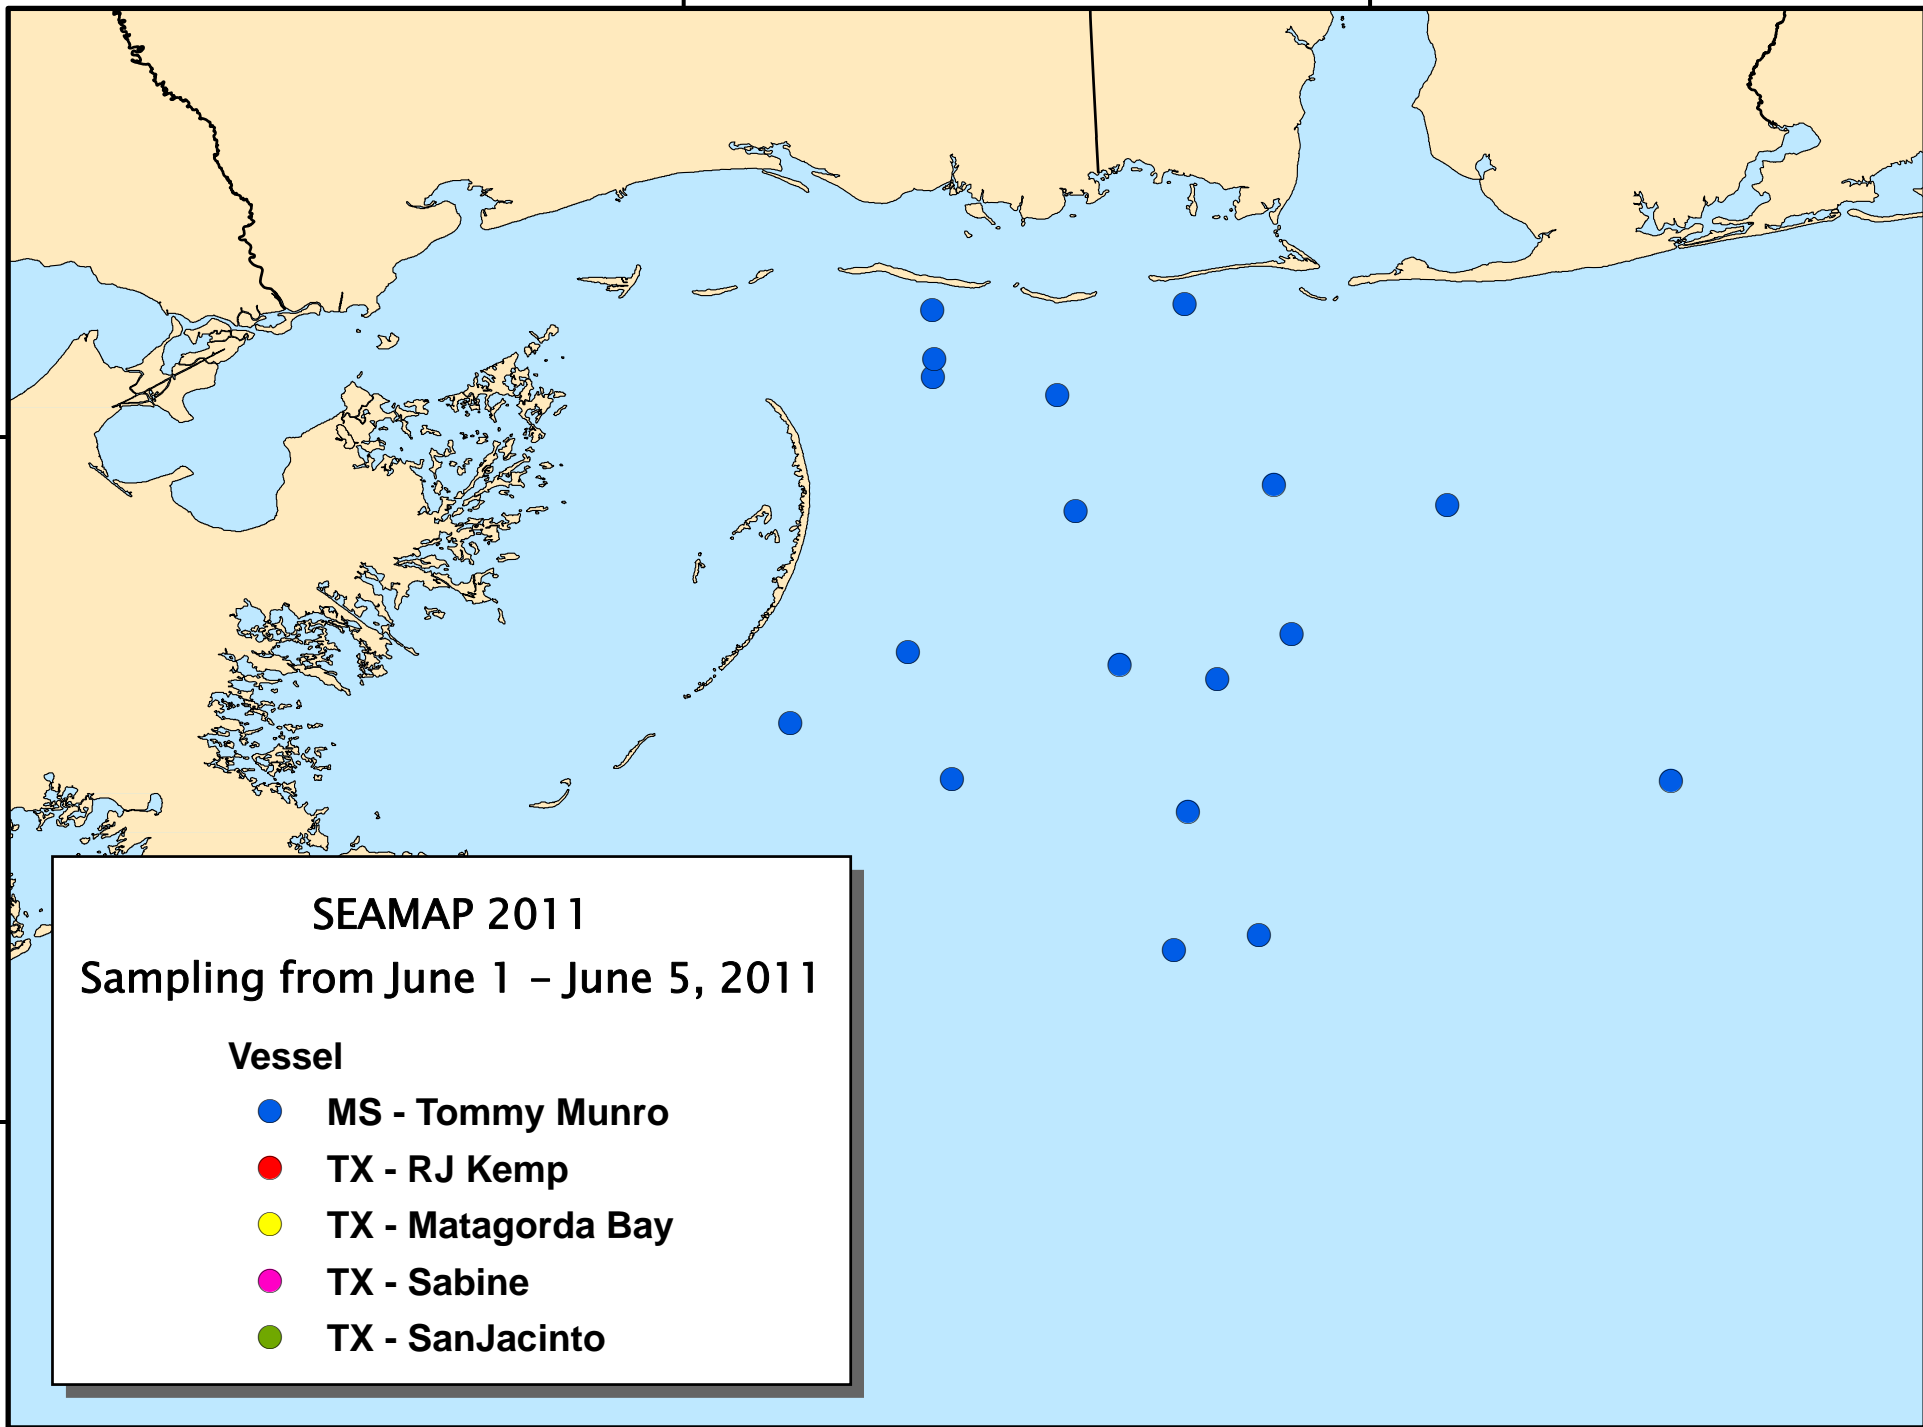 SEAMAP 2011
Sampling from June 1 – June 5, 2011
Vessel
MS - Tommy Munro
TX - RJ Kemp
TX - Matagorda Bay
TX - Sabine
TX - SanJacinto